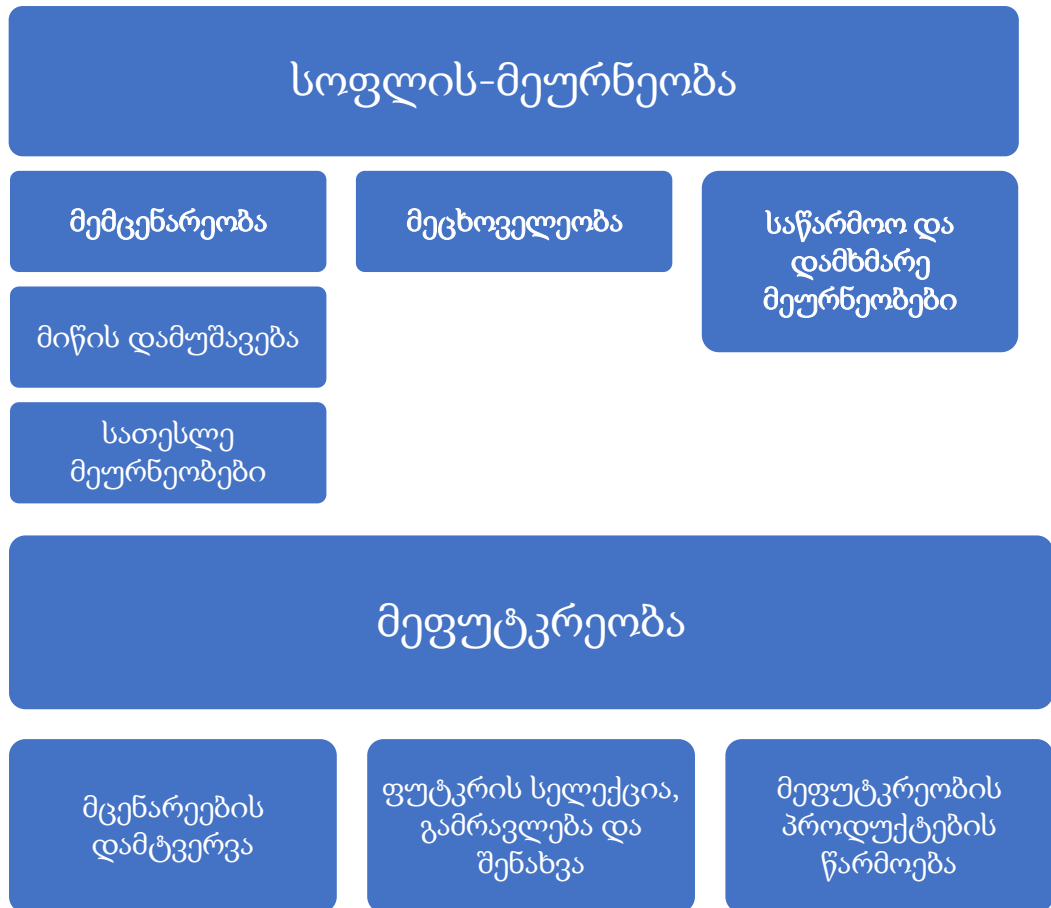 სოფლის-მეურნეობა
მემცენარეობა
მეცხოველეობა
საწარმოო და
დამხმარე
მეურნეობები
მიწის დამუშავება
სათესლე
მეურნეობები
მეფუტკრეობა
მცენარეების
დამტვერვა
ფუტკრის სელექცია,
გამრავლება და
შენახვა
მეფუტკრეობის
პროდუქტების
წარმოება